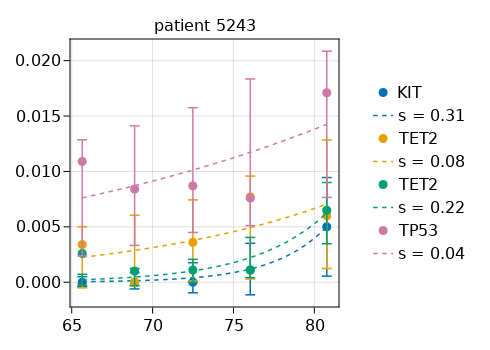 patient 5243
0.020
0.015
0.010
0.005
0.000
65 70 75 80
KIT
s = 0.31
TET2
s = 0.08
TET2
s = 0.22
TP53
s = 0.04